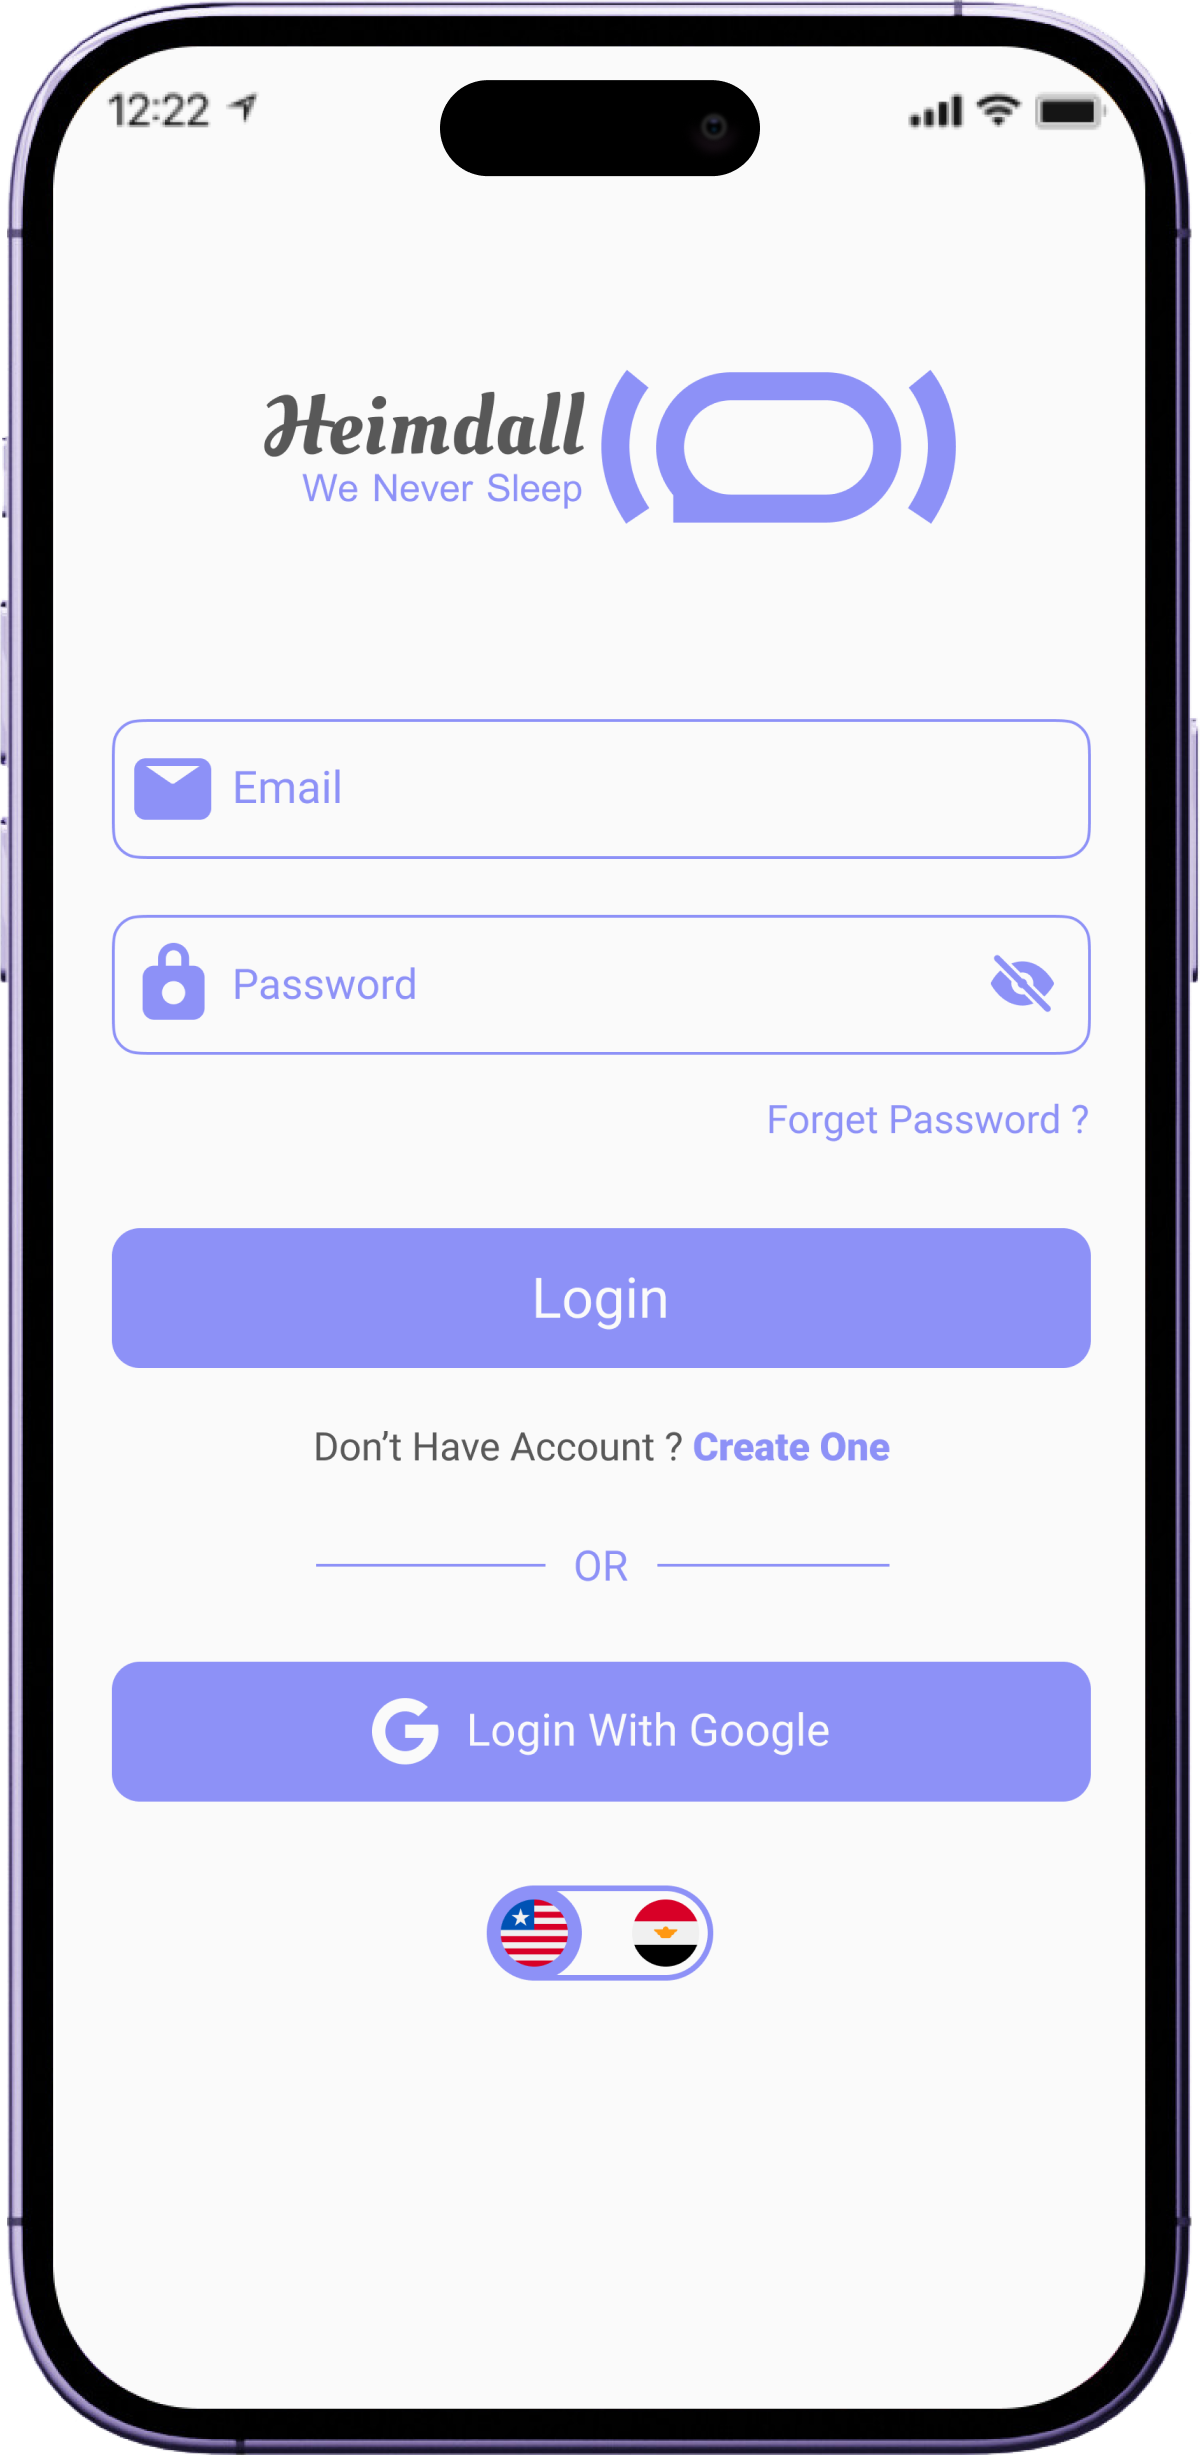 12:22
Heimdall
We Never Sleep
Email
Password
Forget Password ?
Login
Don’t Have Account ? Create One
OR
Login With Google